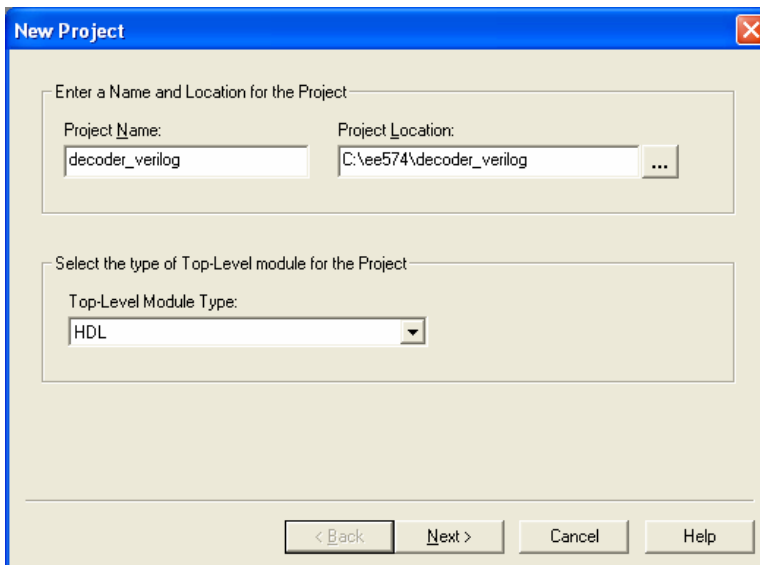 New Project
Enter a Name and Location for the Project
Project Name: Project Location:
decoder_verilog C:\ee574\decoder_verilog ...
Select the type of Top-Level module for the Project
Top-Level Module Type:
HDL
< Back Next > Cancel Help